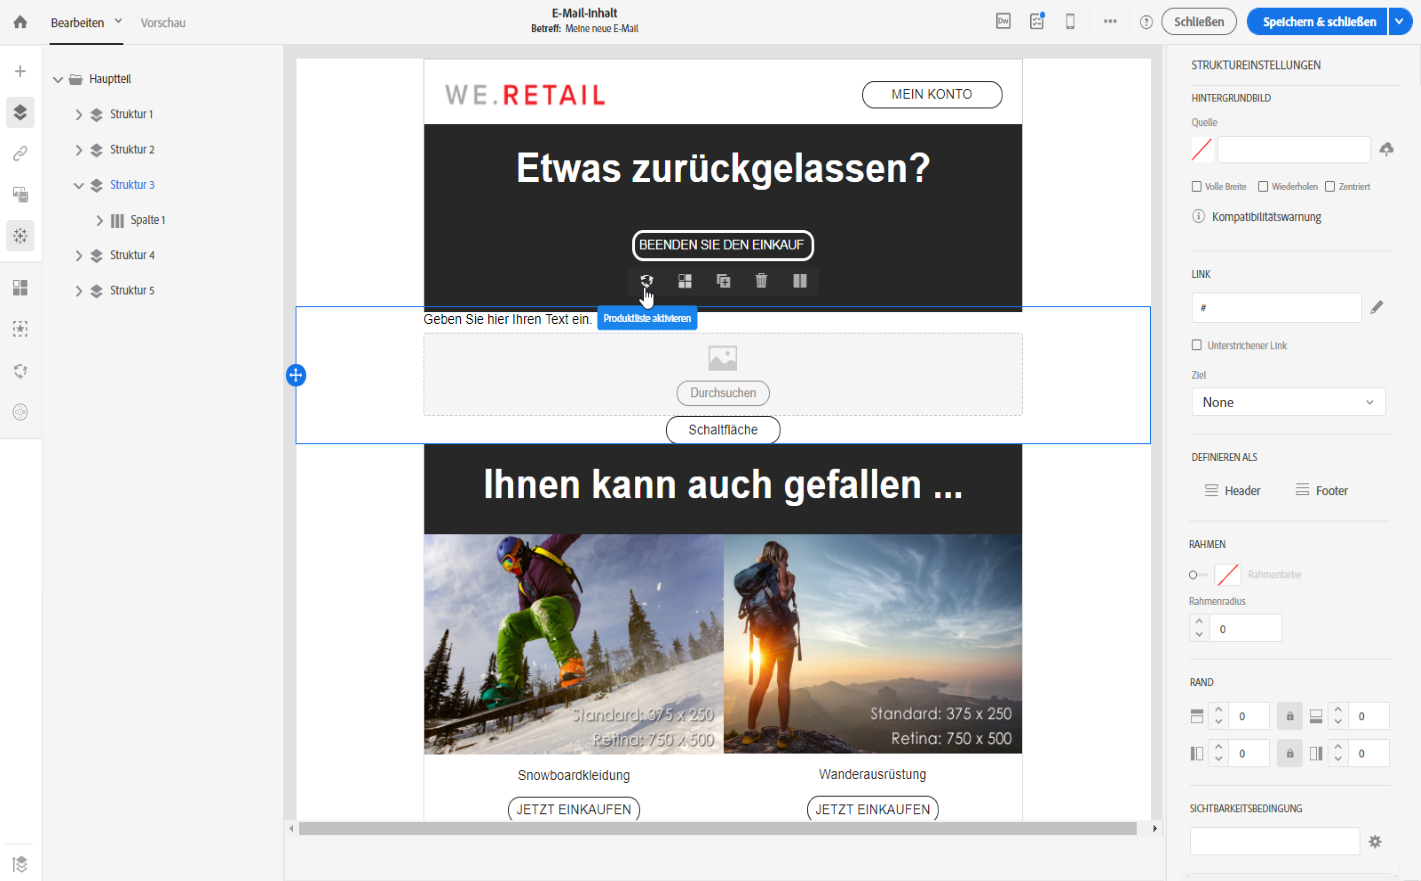 Bearbeiten
Vorschau
E-Mail-Inhalt
Betreff: Meine neue E-Mail
Dw
Schließen
Speichern & schließen
Hauptteil
Struktur 1
Struktur 2
Struktur 3
Spalte 1
Struktur 4
Struktur 5
WE.RETAIL
MEIN KONTO
Etwas zurückgelassen?
BEENDEN SIE DEN EINKAUF
Geben Sie hier Ihren Text ein.
Produktliste aktivieren
Durchsuchen
Schaltfläche
Ihnen kann auch gefallen ...
Standard: 375 x 250
Retina: 750 x 500
Standard: 375 x 250
Retina: 750 x 500
Snowboardkleidung
Wanderausrüstung
JETZT EINKAUFEN
JETZT EINKAUFEN
STRUKTUREINSTELLUNGEN
HINTERGRUNDBILD
Quelle
Volle Breite
Wiederholen
Zentriert
Kompatibilitätswarnung
LINK
#
Unterstrichener Link
Ziel
None
DEFINIEREN ALS
Header
Footer
RAHMEN
Rahmenfarbe
Rahmenradius
0
RAND
0
0
0
0
SICHTBARKEITSBEDINGUNG